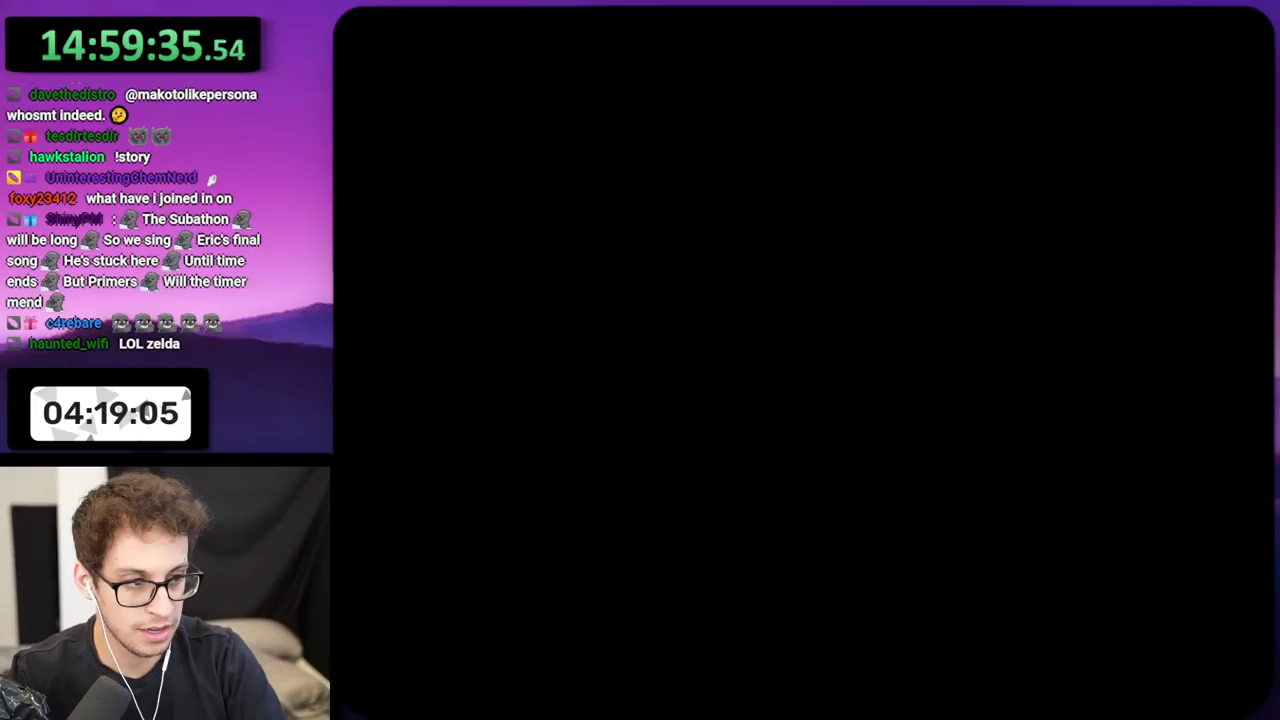 14:59:35.54
davethedistro @makotolikepersona
whosmt indeed.
tesdirtesdir
hawkstalion !story
UninterestingChemNerd
foxy23412 what have i joined in on
ShinyPM : The Subathon
will be long So we sing Eric's final
song He's stuck here Until time
ends But Primers Will the timer
mend
c4rebare
haunted_wifi LOL zelda
04:19:05